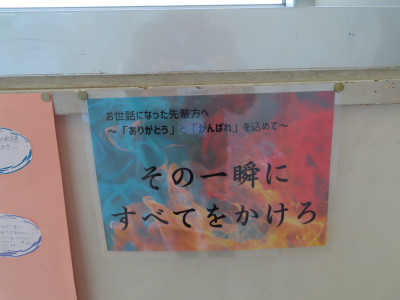 お世話になった先輩方へ
～「ありがとう」と「がんばれ」を込めて～
その一瞬に
すべてをかけろ